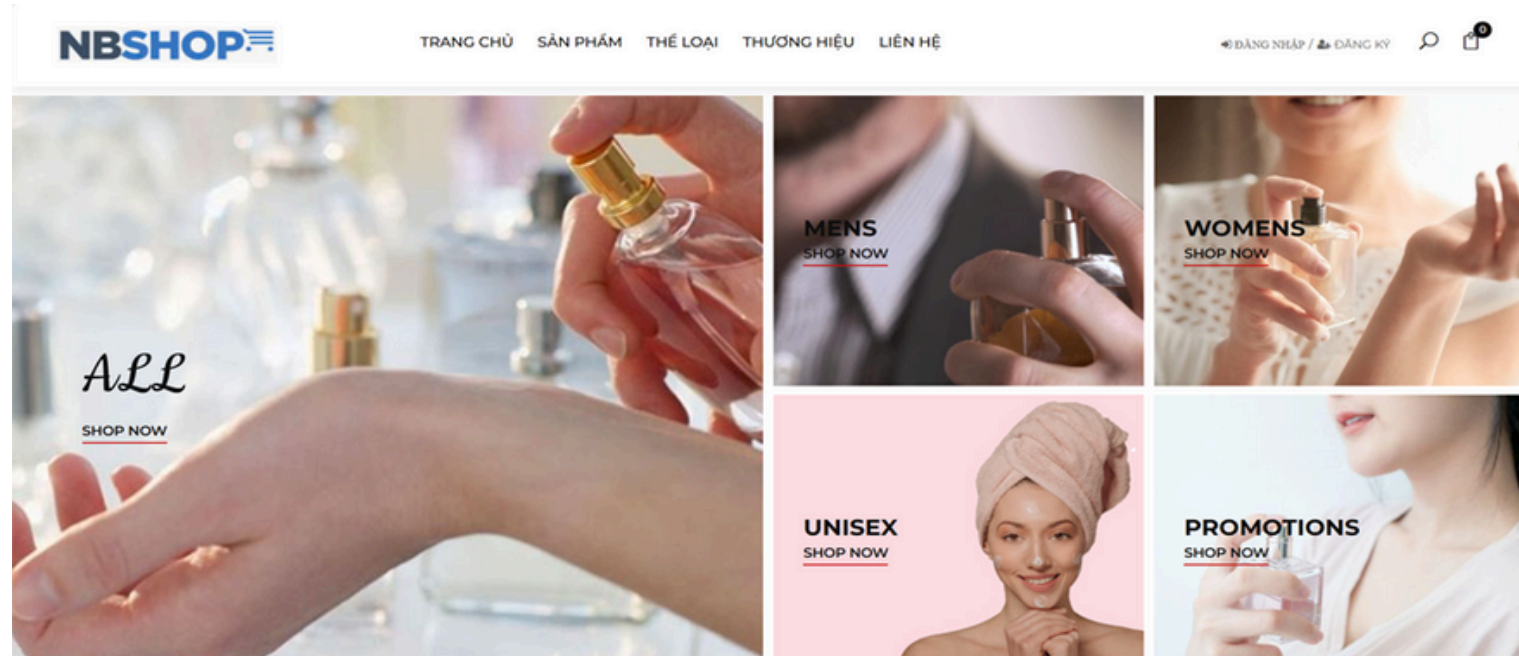 NBSHOP
TRANG CHỦ SẢN PHẨM THỂ LOẠI THƯƠNG HIỆU LIÊN HỆ
ĐĂNG NHẬP / ĐĂNG KÝ
0
ALL
SHOP NOW
MENS
SHOP NOW
WOMENS
SHOP NOW
UNISEX
SHOP NOW
PROMOTIONS
SHOP NOW